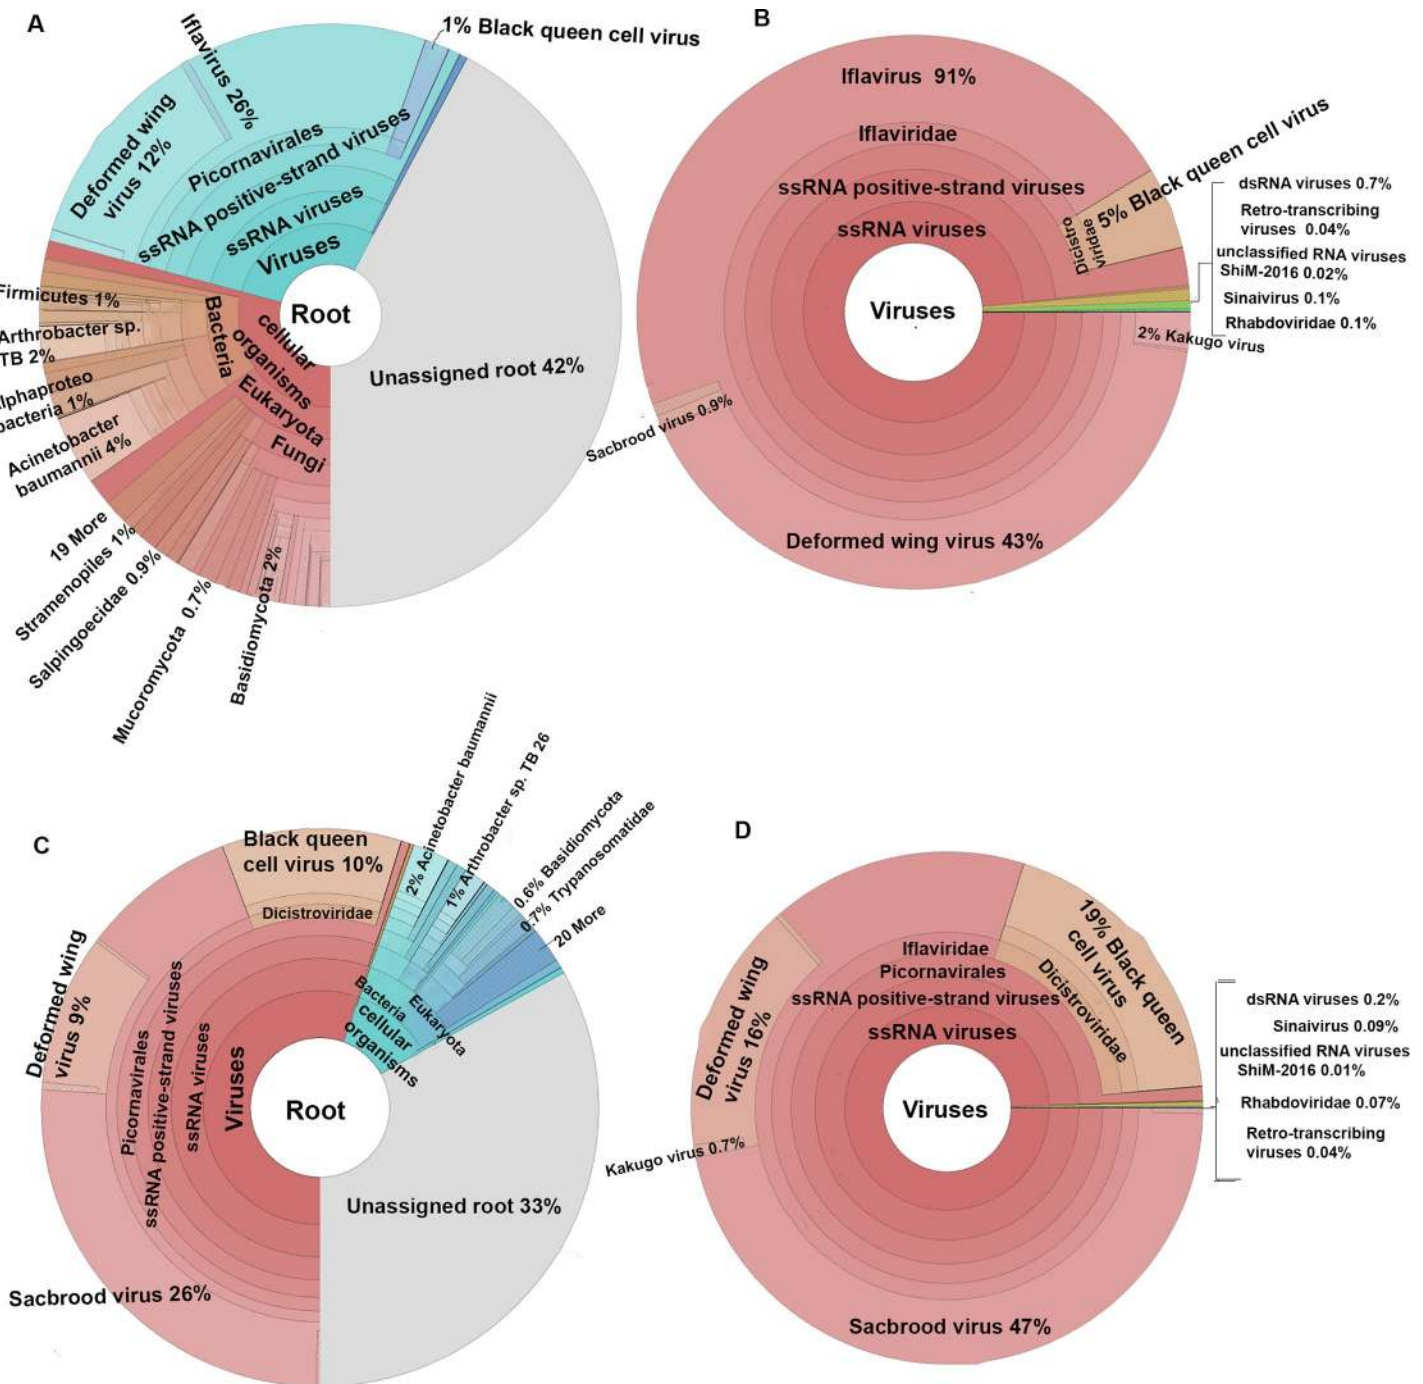 A
Iflavirus 26%
1% Black queen cell virus
Deformed wing
virus 12%
Picornavirales
ssRNA positive-strand viruses
ssRNA viruses
Viruses
Root
Unassigned root 42%
cellular
organisms
Bacteria
Eukaryota
Fungi
Firmicutes 1%
Arthrobacter sp.
TB 2%
lphaproteo
bacteria 1%
Acinetobacter
baumannii 4%
19 More
Stramenopiles 1%
Salpingoecidae 0.9%
Mucoromycota 0.7%
Basidiomycota 2%
B
Iflavirus 91%
Iflaviridae
ssRNA positive-strand viruses
ssRNA viruses
Viruses
Dicistro
viridae
5% Black queen cell virus
dsRNA viruses 0.7%
Retro-transcribing
viruses 0.04%
unclassified RNA viruses
ShiM-2016 0.02%
Sinaivirus 0.1%
Rhabdoviridae 0.1%
2% Kakugo virus
Sacbrood virus 0.9%
Deformed wing virus 43%
C
Black queen
cell virus 10%
Dicistroviridae
Deformed wing
virus 9%
Picornavirales
ssRNA positive-strand viruses
ssRNA viruses
Viruses
Root
Bacteria
cellular
organisms
Eukaryota
2% Acinetobacter baumannii
1% Arthrobacter sp. TB 26
0.6% Basidiomycota
0.7% Trypanosomatidae
20 More
Unassigned root 33%
Sacbrood virus 26%
D
19% Black queen
cell virus
Dicistroviridae
Iflaviridae
Picornavirales
ssRNA positive-strand viruses
ssRNA viruses
Viruses
Deformed wing
virus 16%
Kakugo virus 0.7%
dsRNA viruses 0.2%
Sinaivirus 0.09%
unclassified RNA viruses
ShiM-2016 0.01%
Rhabdoviridae 0.07%
Retro-transcribing
viruses 0.04%
Sacbrood virus 47%